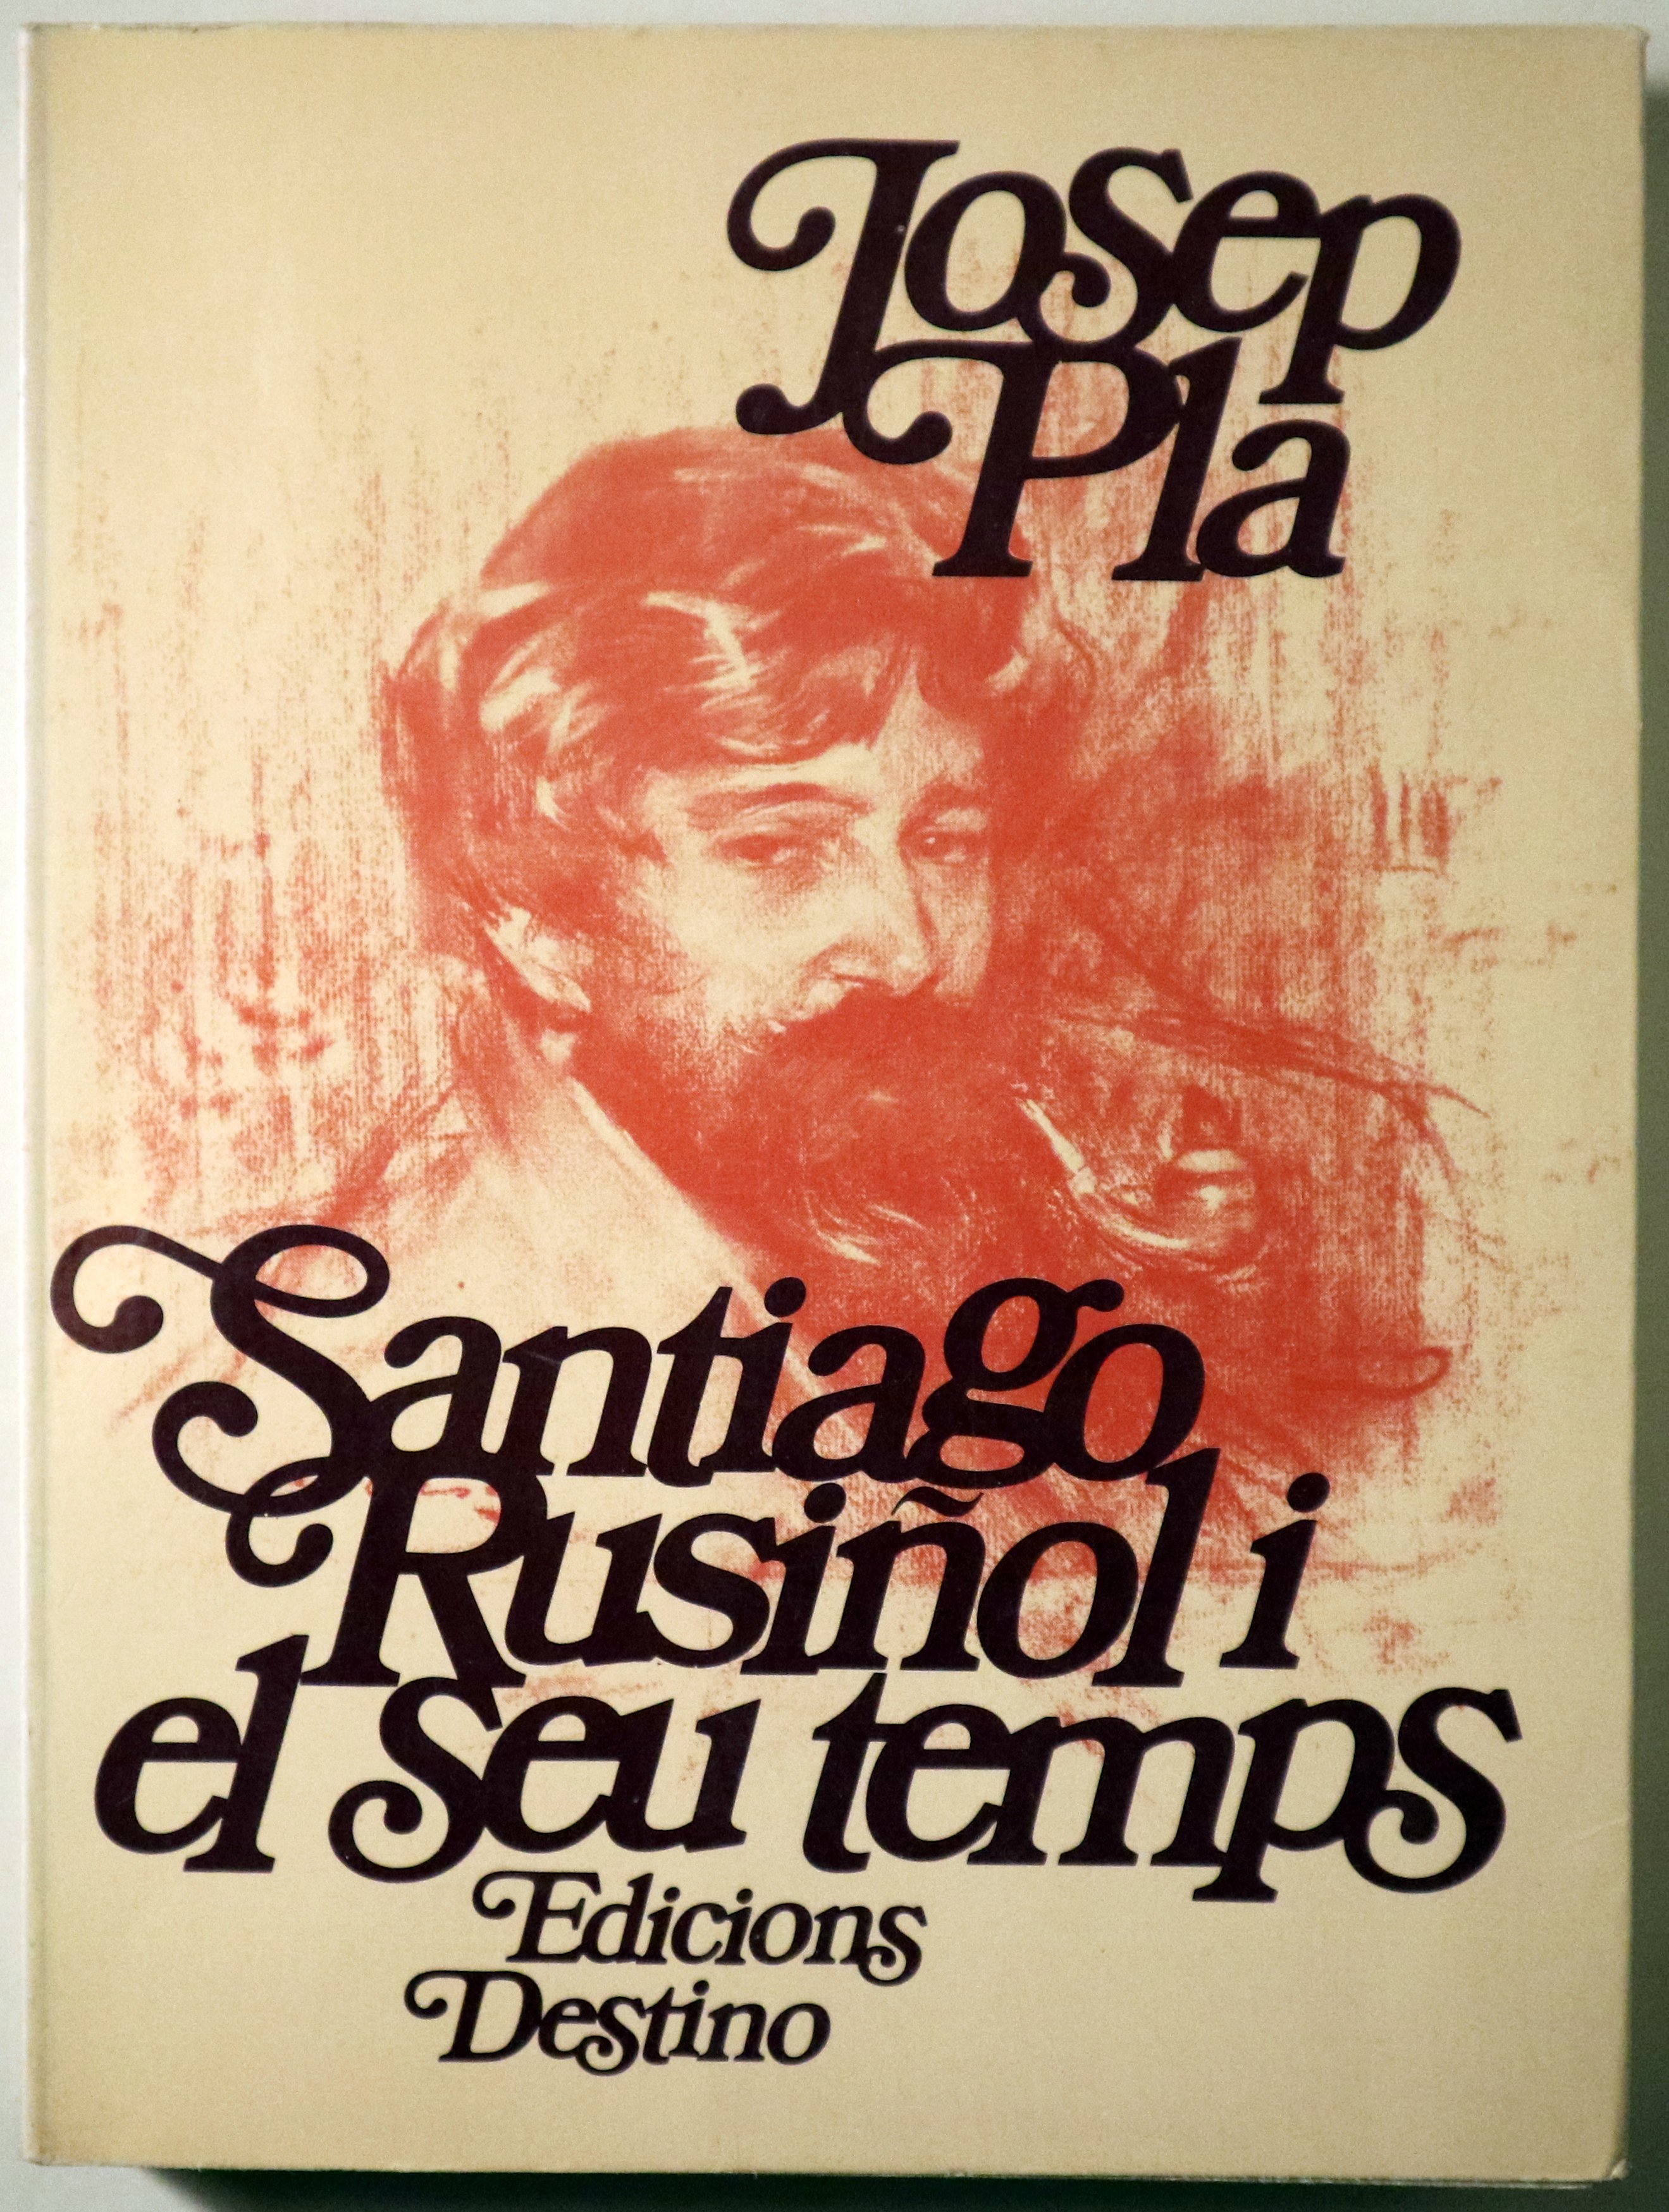 Josep
Pla
Santiago
Rusiñol i
el seu temps
Edicions
Destino